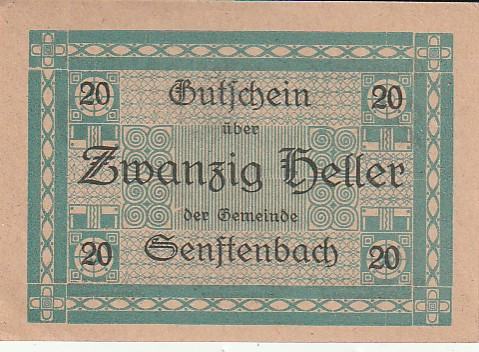 20 Gutschein 20
über
Zwanzig Heller
der Gemeinde
20 Senftenbach 20